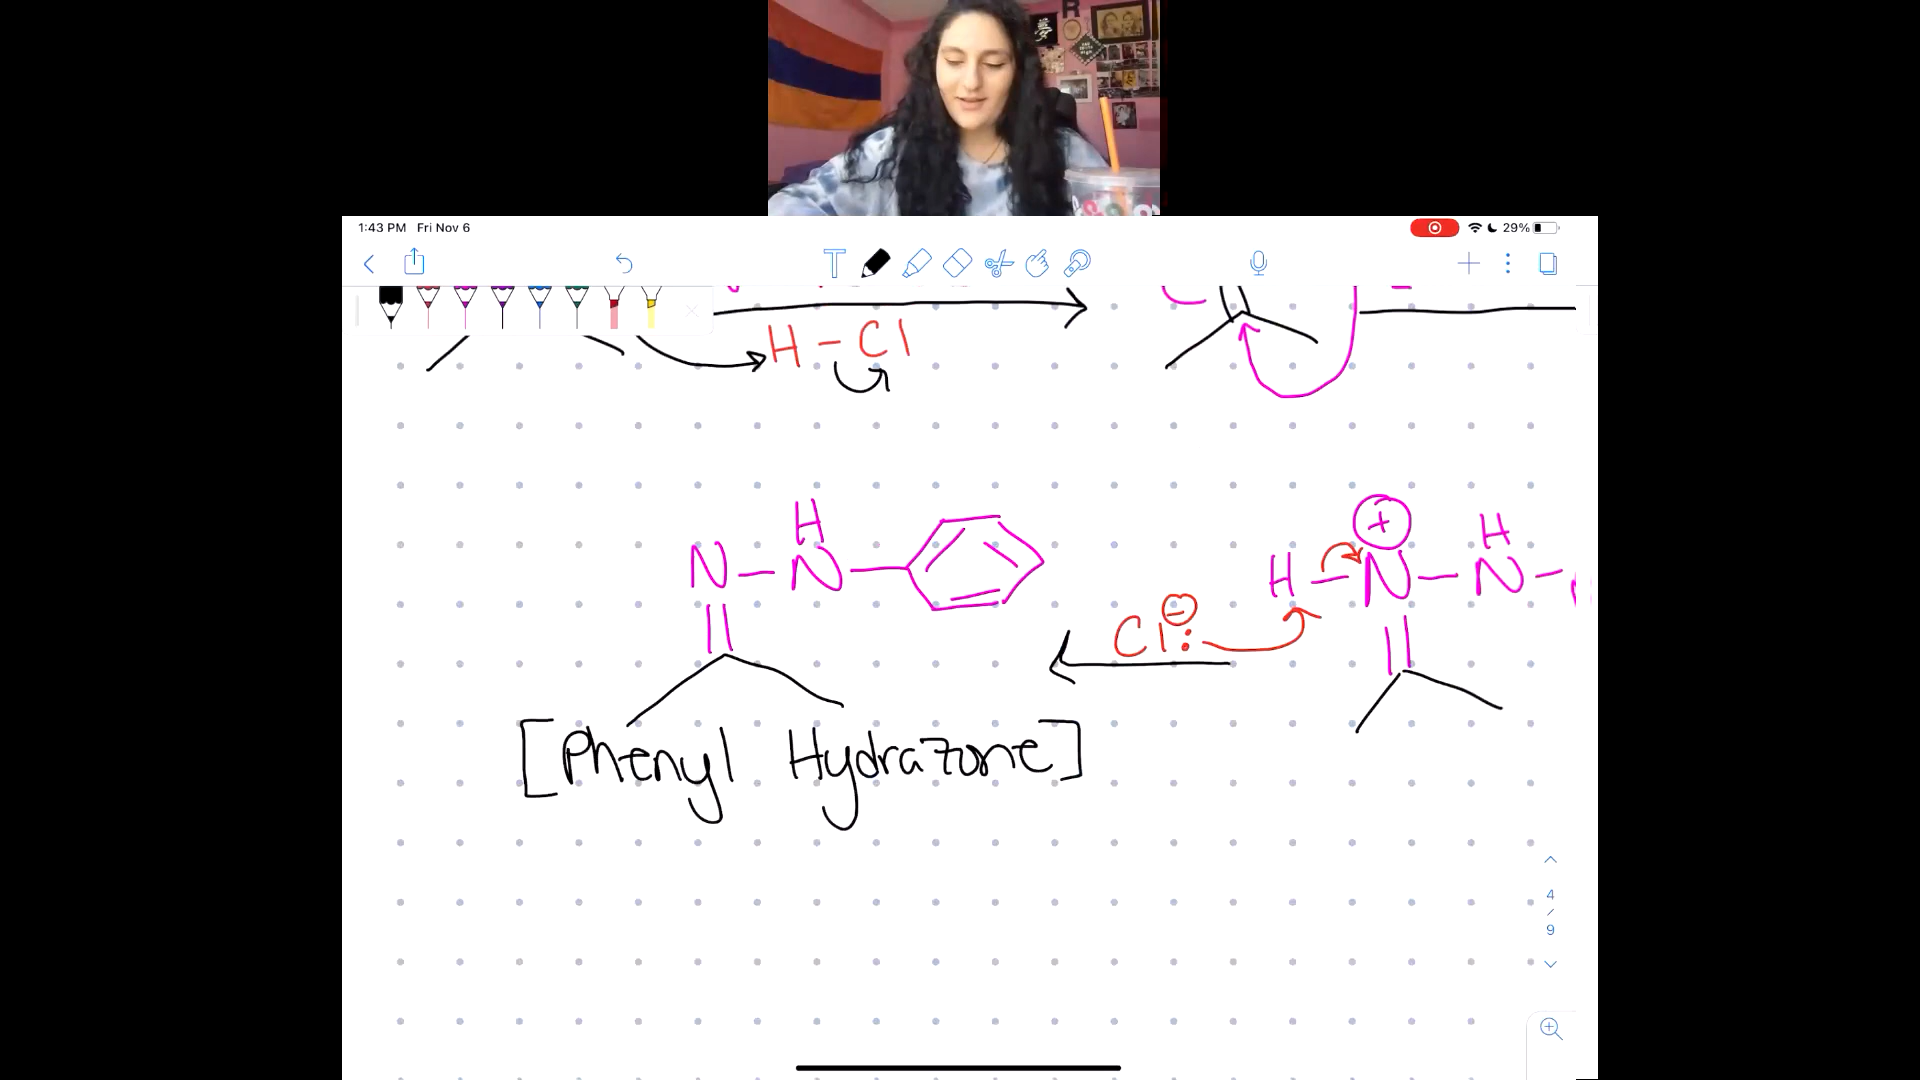 R
1:43 PM Fri Nov 6
29%
T
H - Cl
H H
N - N + H - N - N
Cl - :
[Phenyl Hydrazone]
4
/
9